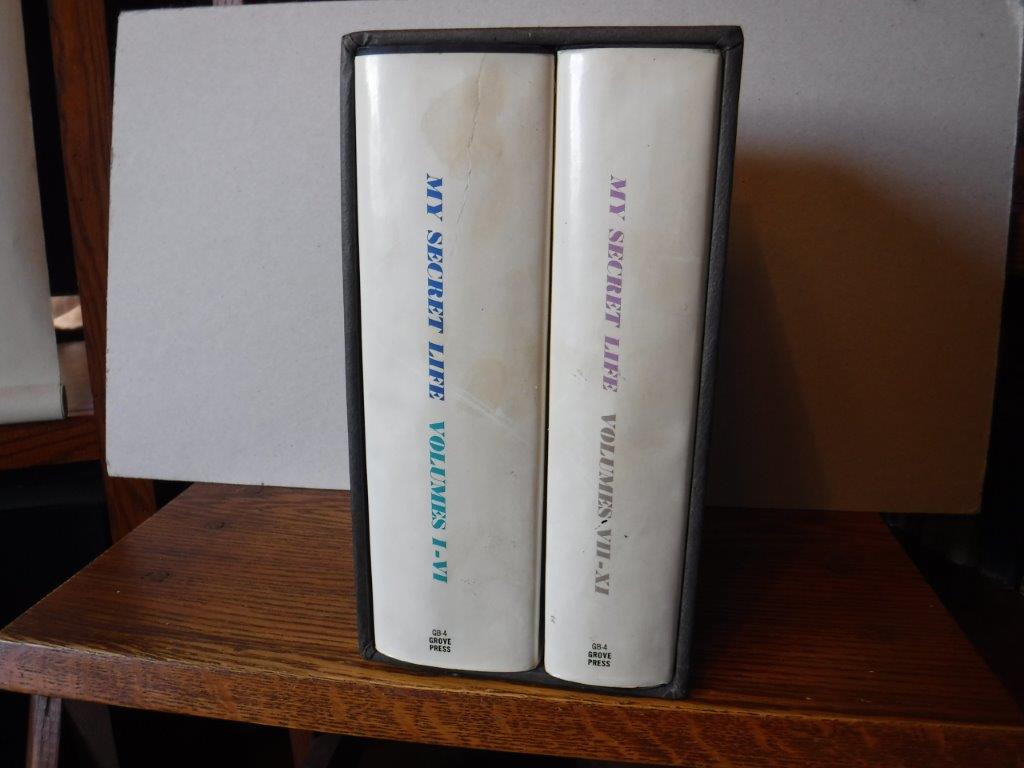 MY SECRET LIFE VOLUMES I-VI
GB-4
GROVE
PRESS
MY SECRET LIFE VOLUMES VII-XI
GB-4
GROVE
PRESS